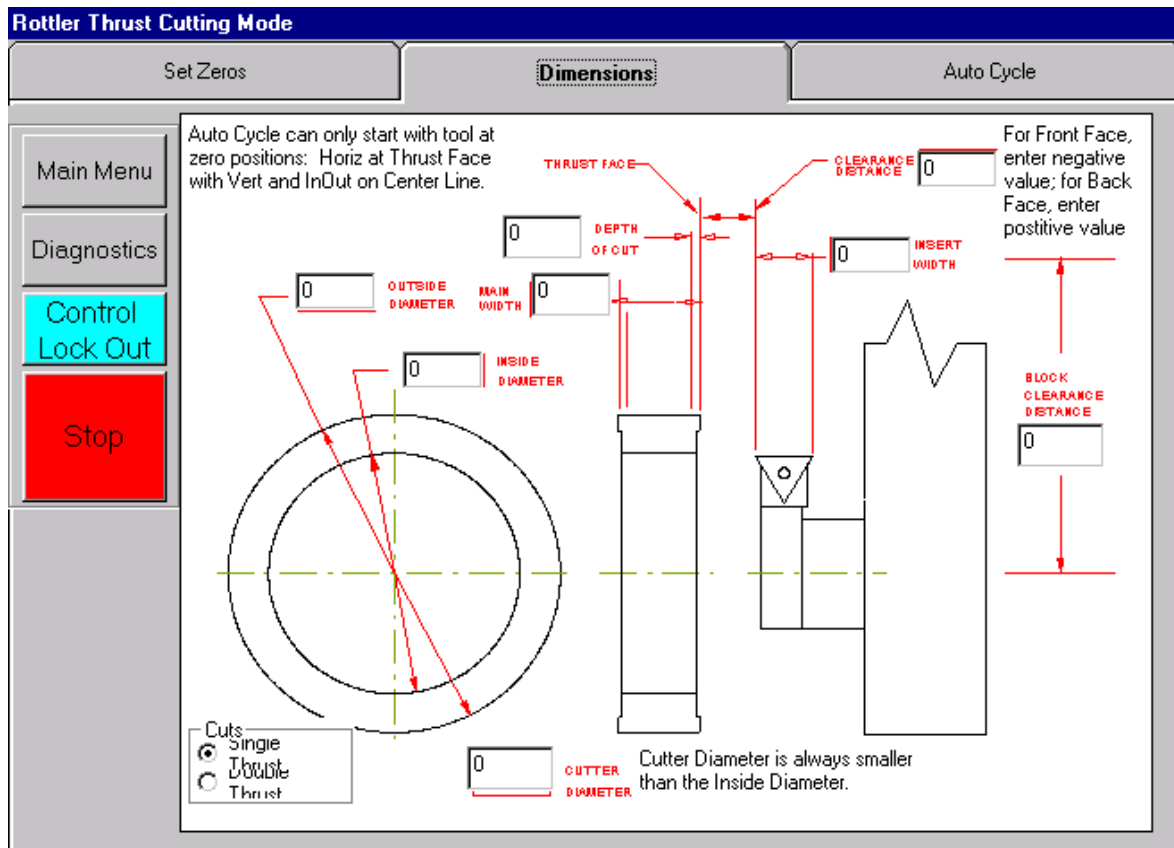 Rottler Thrust Cutting Mode
Set Zeros
Dimensions
Auto Cycle
Main Menu
Diagnostics
Control
Lock Out
Stop
Auto Cycle can only start with tool at
zero positions: Horiz at Thrust Face
with Vert and InOut on Center Line.
THRUST FACE
CLEARANCE
DISTANCE
0
For Front Face,
enter negative
value; for Back
Face, enter
postitive value
0
DEPTH
OF CUT
0
INSERT
WIDTH
0
OUTSIDE
DIAMETER
MAIN
WIDTH
0
0
INSIDE
DIAMETER
BLOCK
CLEARANCE
DISTANCE
0
Cuts
Single
Thrust
Double
Thrust
0
CUTTER
DIAMETER
Cutter Diameter is always smaller
than the Inside Diameter.